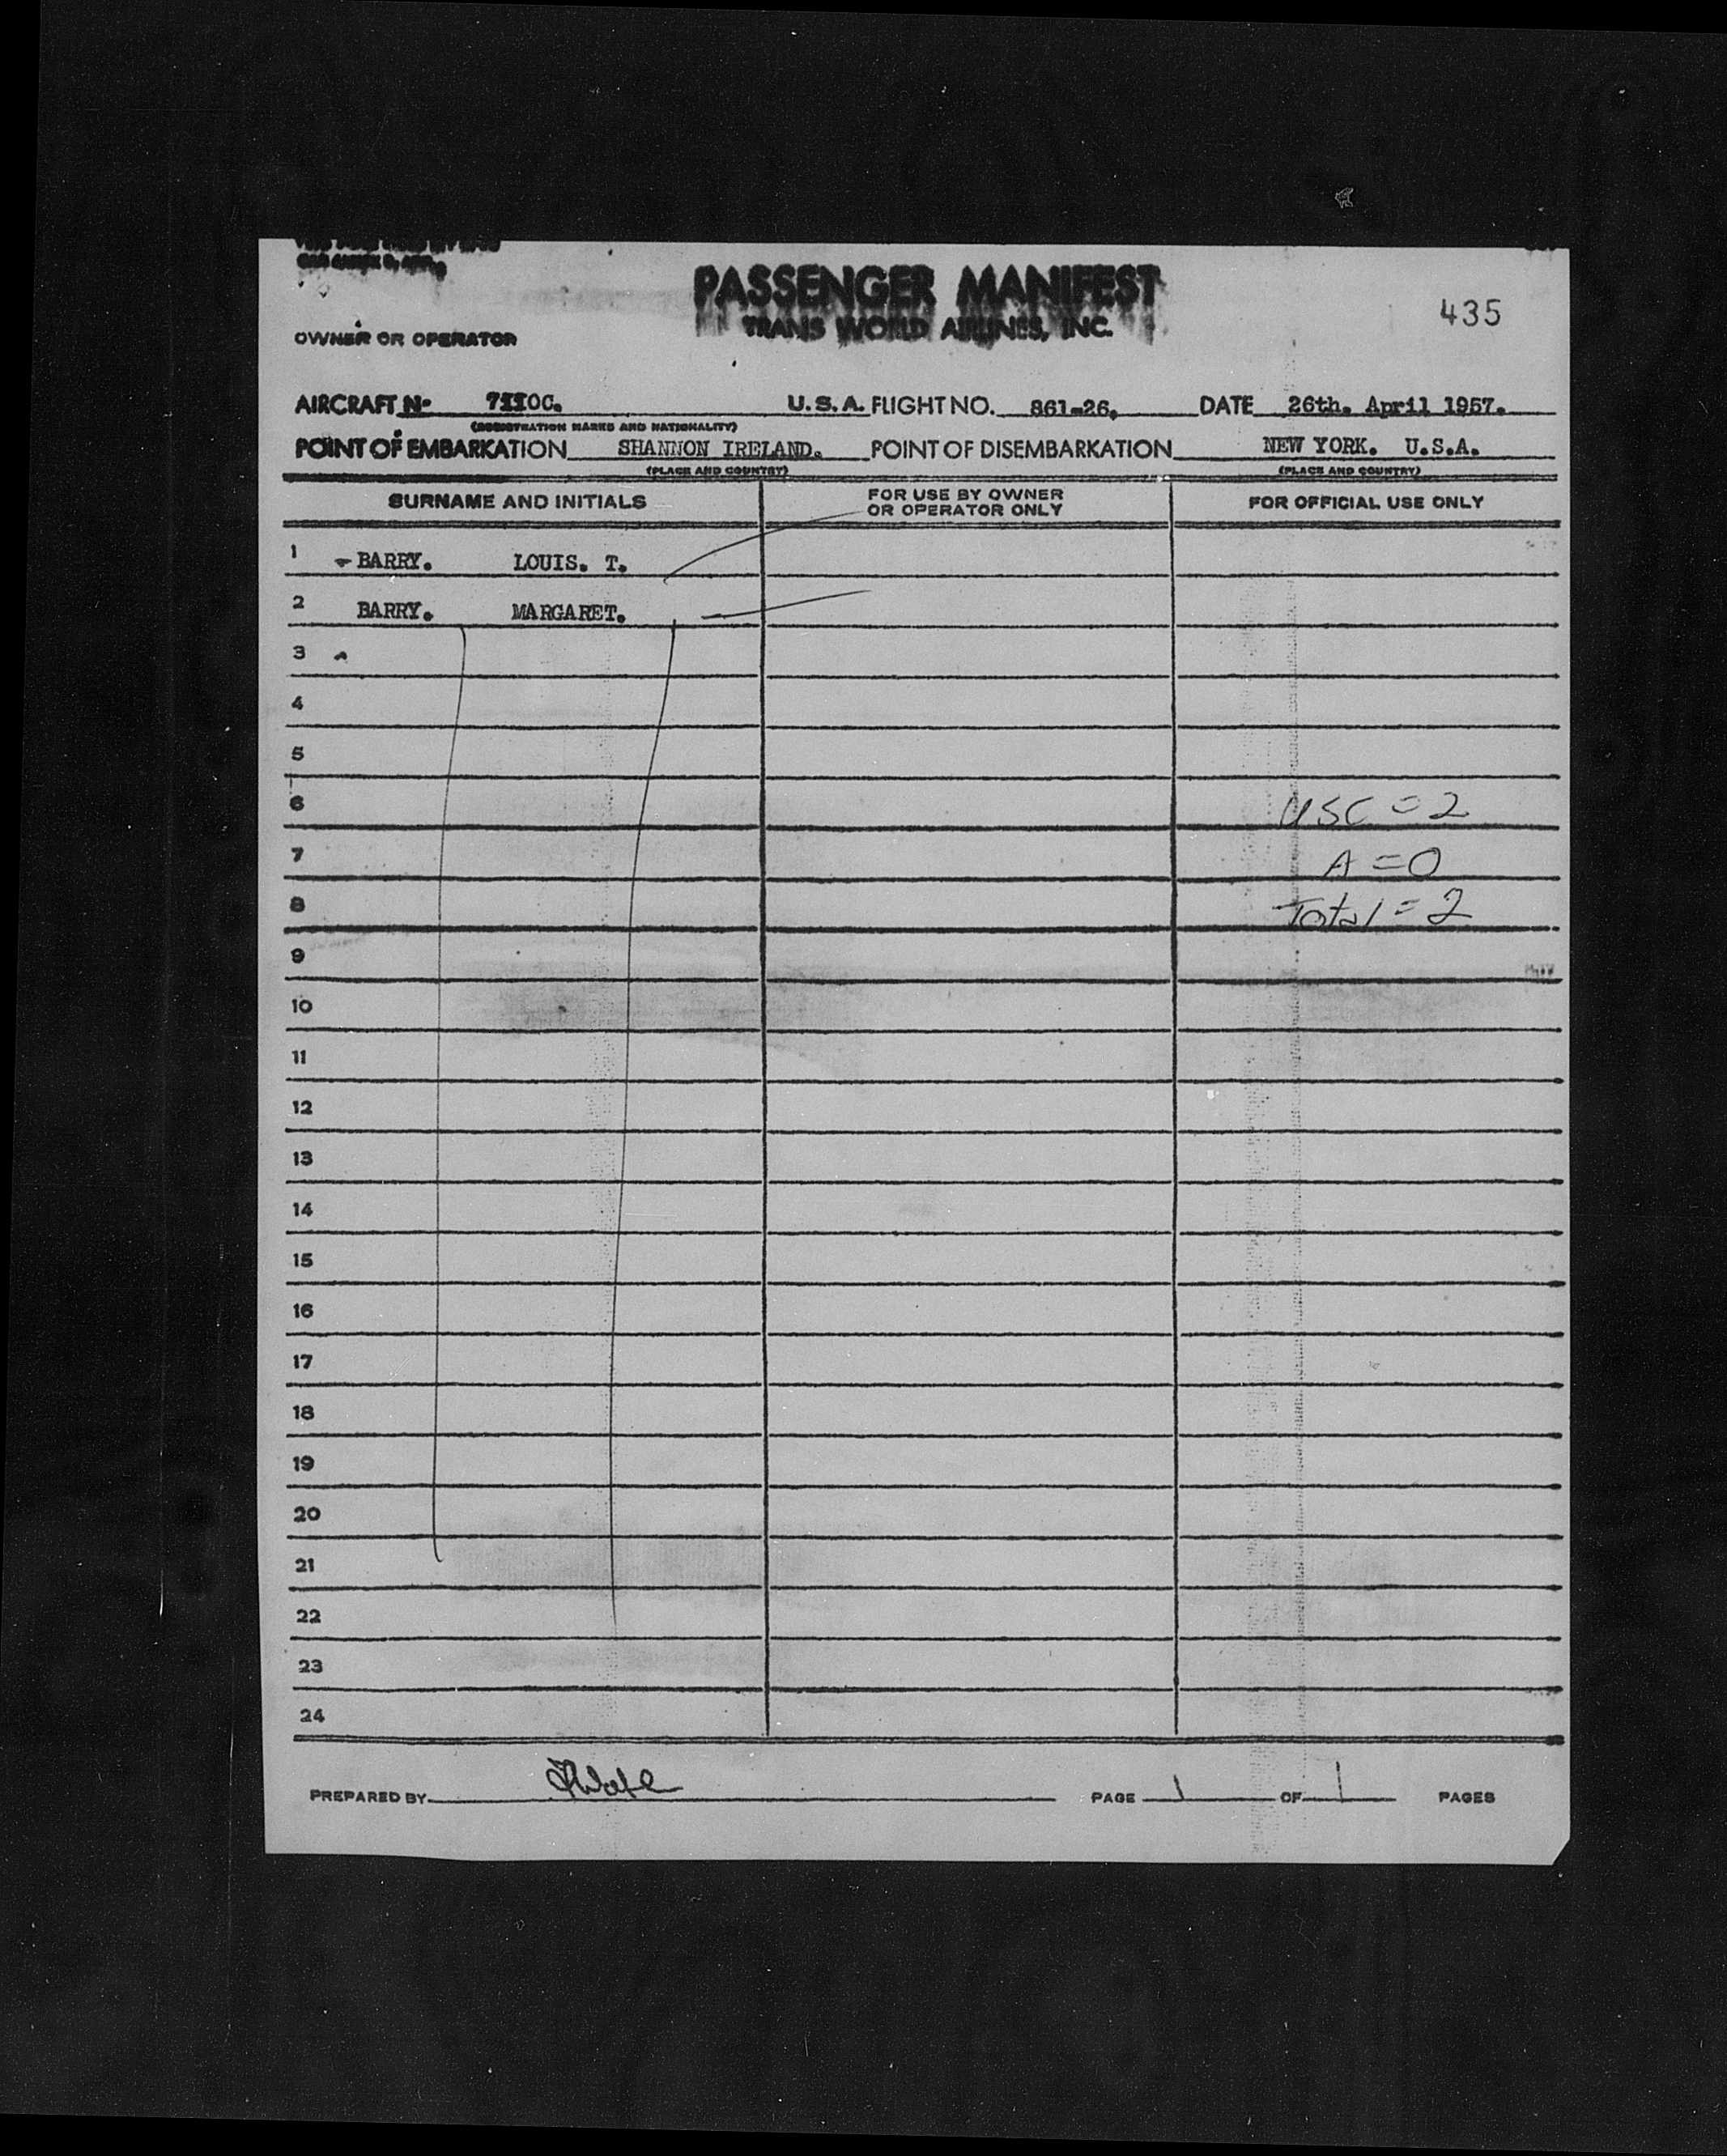 PASSENGER MANIFEST
TRANS WORLD AIRLINES, INC.
435
OWNER OR OPERATOR
AIRCRAFT No 7IIOC. U.S.A. FLIGHT NO. 861-26. DATE 26th. April 1957.
(REGISTRATION MARKS AND NATIONALITY)
POINT OF EMBARKATION SHANNON IRELAND. POINT OF DISEMBARKATION NEW YORK. U.S.A.
(PLACE AND COUNTRY) (PLACE AND COUNTRY)
SURNAME AND INITIALS FOR USE BY OWNER OR OPERATOR ONLY FOR OFFICIAL USE ONLY
1 BARRY. LOUIS. T.
2 BARRY. MARGARET.
3
4
5
6 USC = 2
7 A = 0
8 Total = 2
9
10
11
12
13
14
15
16
17
18
19
20
21
22
23
24
PREPARED BY PAGE 1 OF 1 PAGES